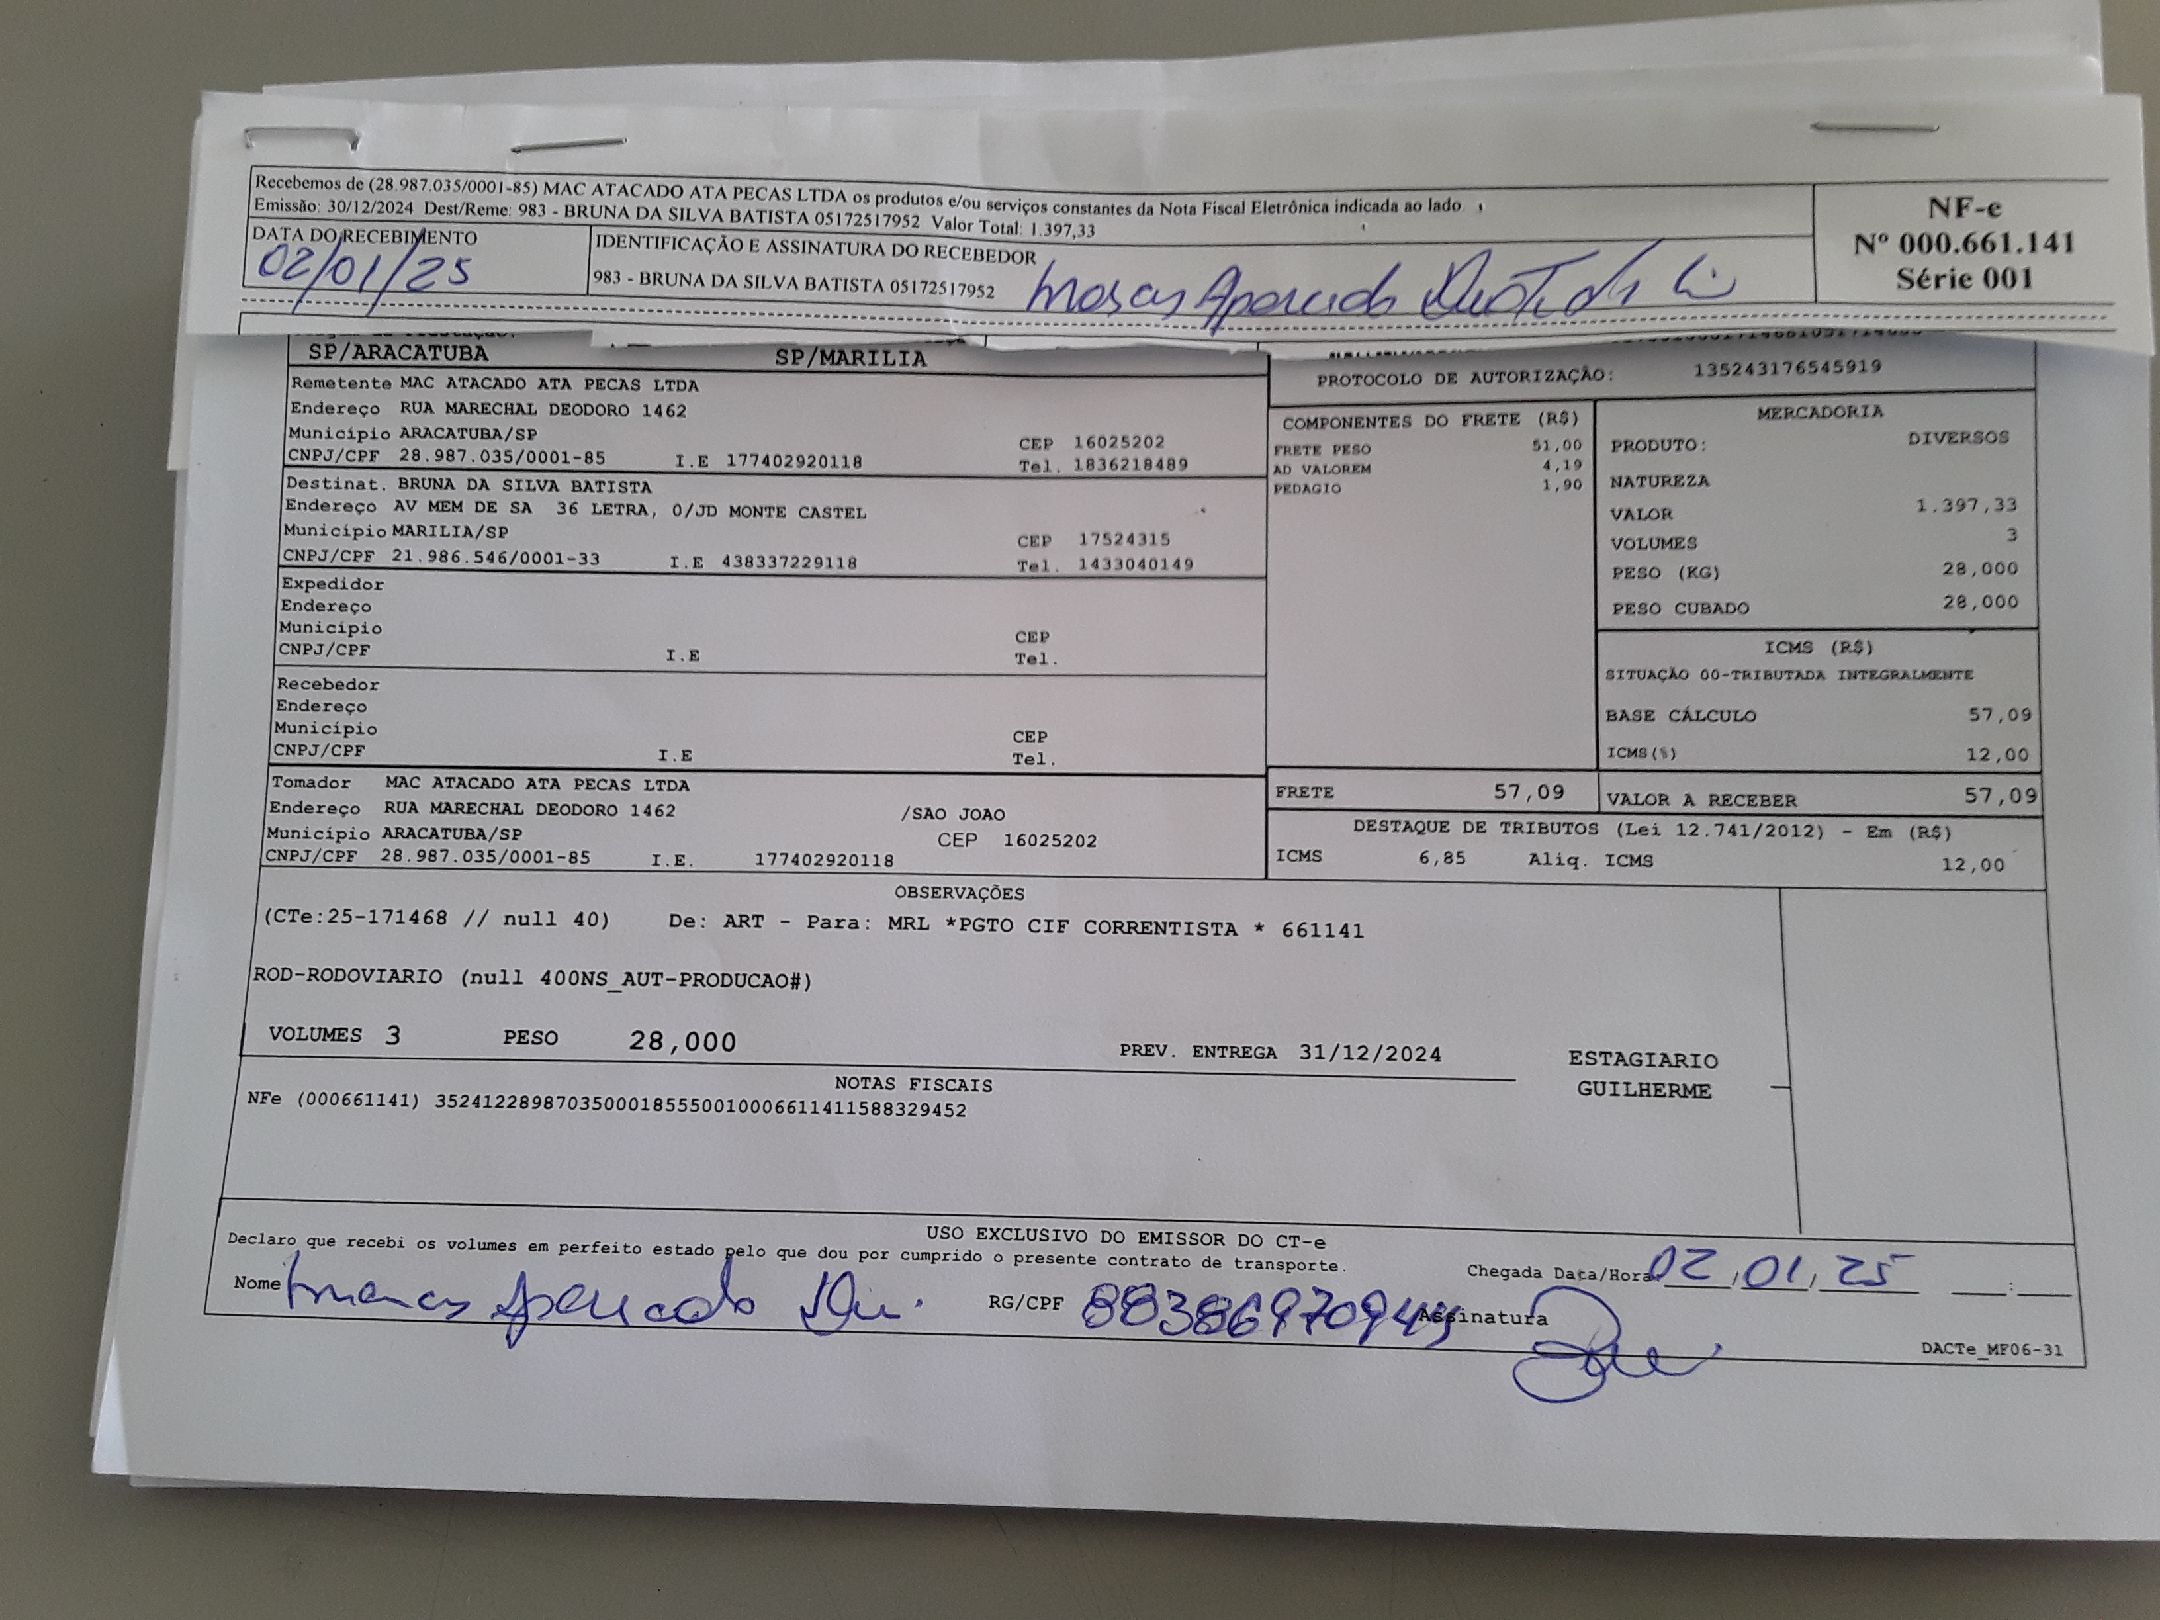 Recebemos de (28.987.035/0001-85) MAC ATACADO ATA PECAS LTDA os produtos e/ou serviços constantes da Nota Fiscal Eletrônica indicada ao lado
Emissão: 30/12/2024 Dest/Reme: 983 - BRUNA DA SILVA BATISTA 05172517952 Valor Total: 1.397,33
NF-e
Nº 000.661.141
Série 001
DATA DO RECEBIMENTO
02/01/25
IDENTIFICAÇÃO E ASSINATURA DO RECEBEDOR
983 - BRUNA DA SILVA BATISTA 05172517952
SP/ARACATUBA SP/MARILIA
PROTOCOLO DE AUTORIZAÇÃO: 135243176545919
Remetente MAC ATACADO ATA PECAS LTDA
Endereço RUA MARECHAL DEODORO 1462
Município ARACATUBA/SP CEP 16025202
CNPJ/CPF 28.987.035/0001-85 I.E 177402920118 Tel. 1836218489
Destinat. BRUNA DA SILVA BATISTA
Endereço AV MEM DE SA 36 LETRA, 0/JD MONTE CASTEL
Município MARILIA/SP CEP 17524315
CNPJ/CPF 21.986.546/0001-33 I.E 438337229118 Tel. 1433040149
Expedidor
Endereço
Município CEP
CNPJ/CPF I.E Tel.
Recebedor
Endereço
Município CEP
CNPJ/CPF I.E Tel.
Tomador MAC ATACADO ATA PECAS LTDA
Endereço RUA MARECHAL DEODORO 1462 /SAO JOAO
Município ARACATUBA/SP CEP 16025202
CNPJ/CPF 28.987.035/0001-85 I.E. 177402920118
COMPONENTES DO FRETE (R$)
FRETE PESO 51,00
AD VALOREM 4,19
PEDAGIO 1,90
MERCADORIA
PRODUTO: DIVERSOS
NATUREZA
VALOR 1.397,33
VOLUMES 3
PESO (KG) 28,000
PESO CUBADO 28,000
ICMS (R$)
SITUAÇÃO 00-TRIBUTADA INTEGRALMENTE
BASE CÁLCULO 57,09
ICMS(%) 12,00
FRETE 57,09 VALOR A RECEBER 57,09
DESTAQUE DE TRIBUTOS (Lei 12.741/2012) - Em (R$)
ICMS 6,85 Aliq. ICMS 12,00
OBSERVAÇÕES
(CTe:25-171468 // null 40) De: ART - Para: MRL *PGTO CIF CORRENTISTA * 661141
ROD-RODOVIARIO (null 400NS_AUT-PRODUCAO#)
VOLUMES 3 PESO 28,000 PREV. ENTREGA 31/12/2024
ESTAGIARIO
GUILHERME
NOTAS FISCAIS
NFe (000661141) 35241228987035000185550010006611411588329452
USO EXCLUSIVO DO EMISSOR DO CT-e
Declaro que recebi os volumes em perfeito estado pelo que dou por cumprido o presente contrato de transporte.
Chegada Data/Hora 02/01/25 :
Nome Aparecido RG/CPF Assinatura
DACTe_MF06-31